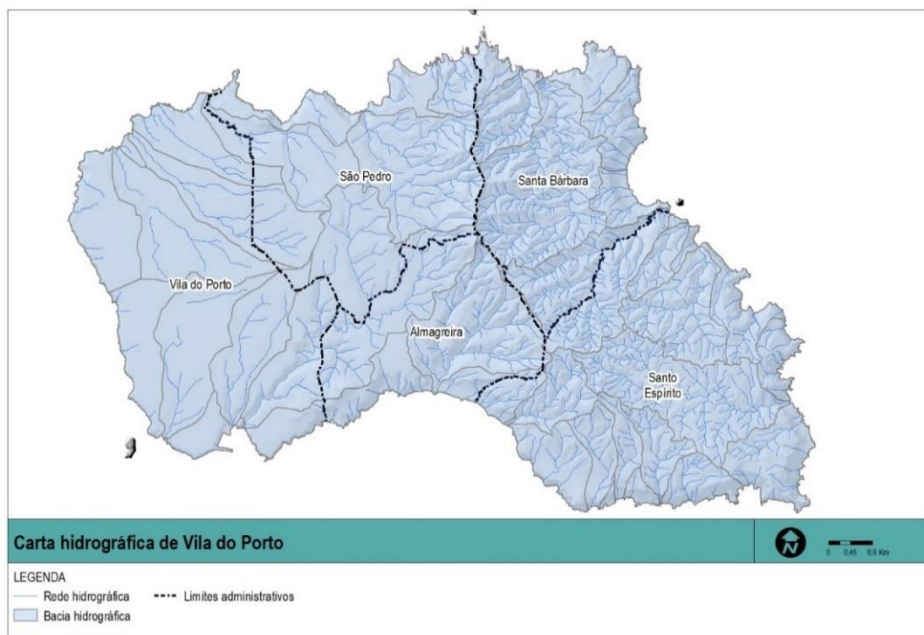 São Pedro
Santa Bárbara
Vila do Porto
Almagreira
Santo
Espírito
Carta hidrográfica de Vila do Porto
N
0 0,45 0,9 Km
LEGENDA
Rede hidrográfica
Limites administrativos
Bacia hidrográfica